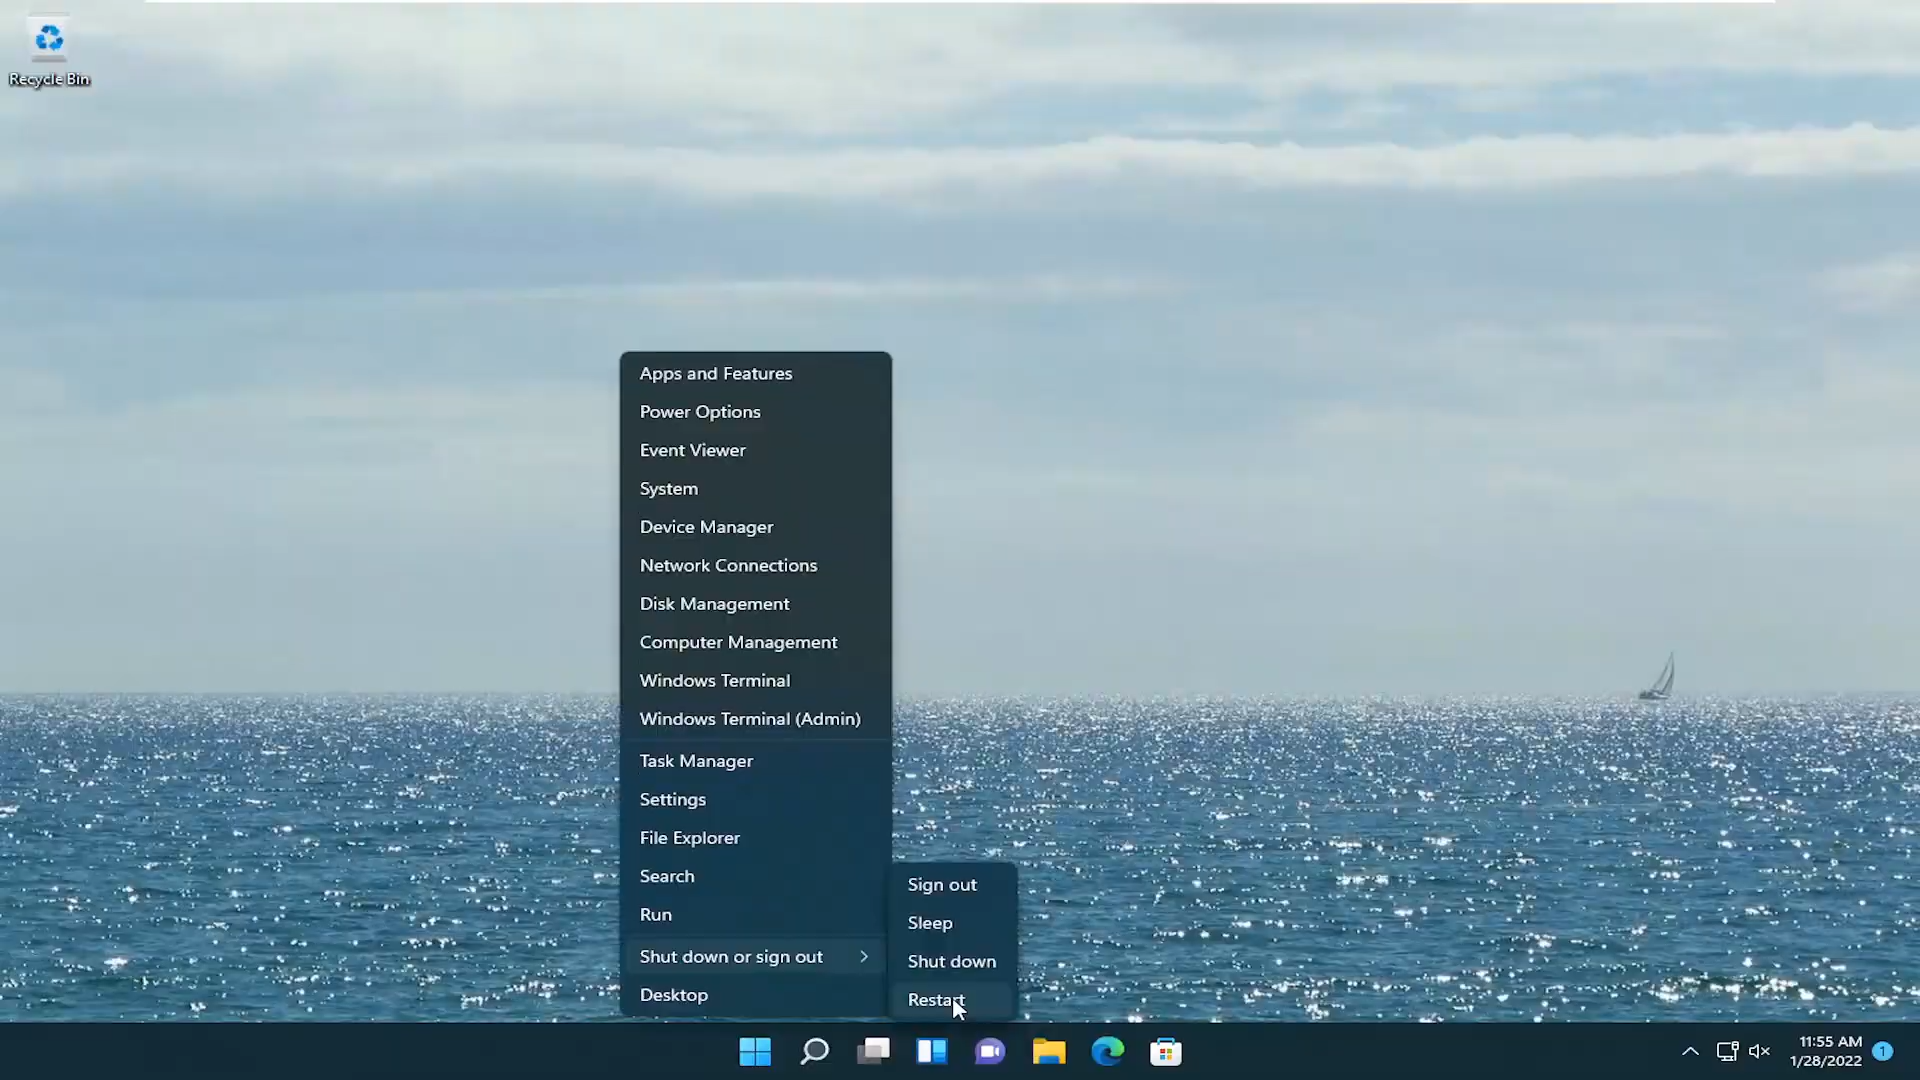 Recycle Bin
Apps and Features
Power Options
Event Viewer
System
Device Manager
Network Connections
Disk Management
Computer Management
Windows Terminal
Windows Terminal (Admin)
Task Manager
Settings
File Explorer
Search
Run
Shut down or sign out
Desktop
Sign out
Sleep
Shut down
Restart
11:55 AM
1/28/2022
1